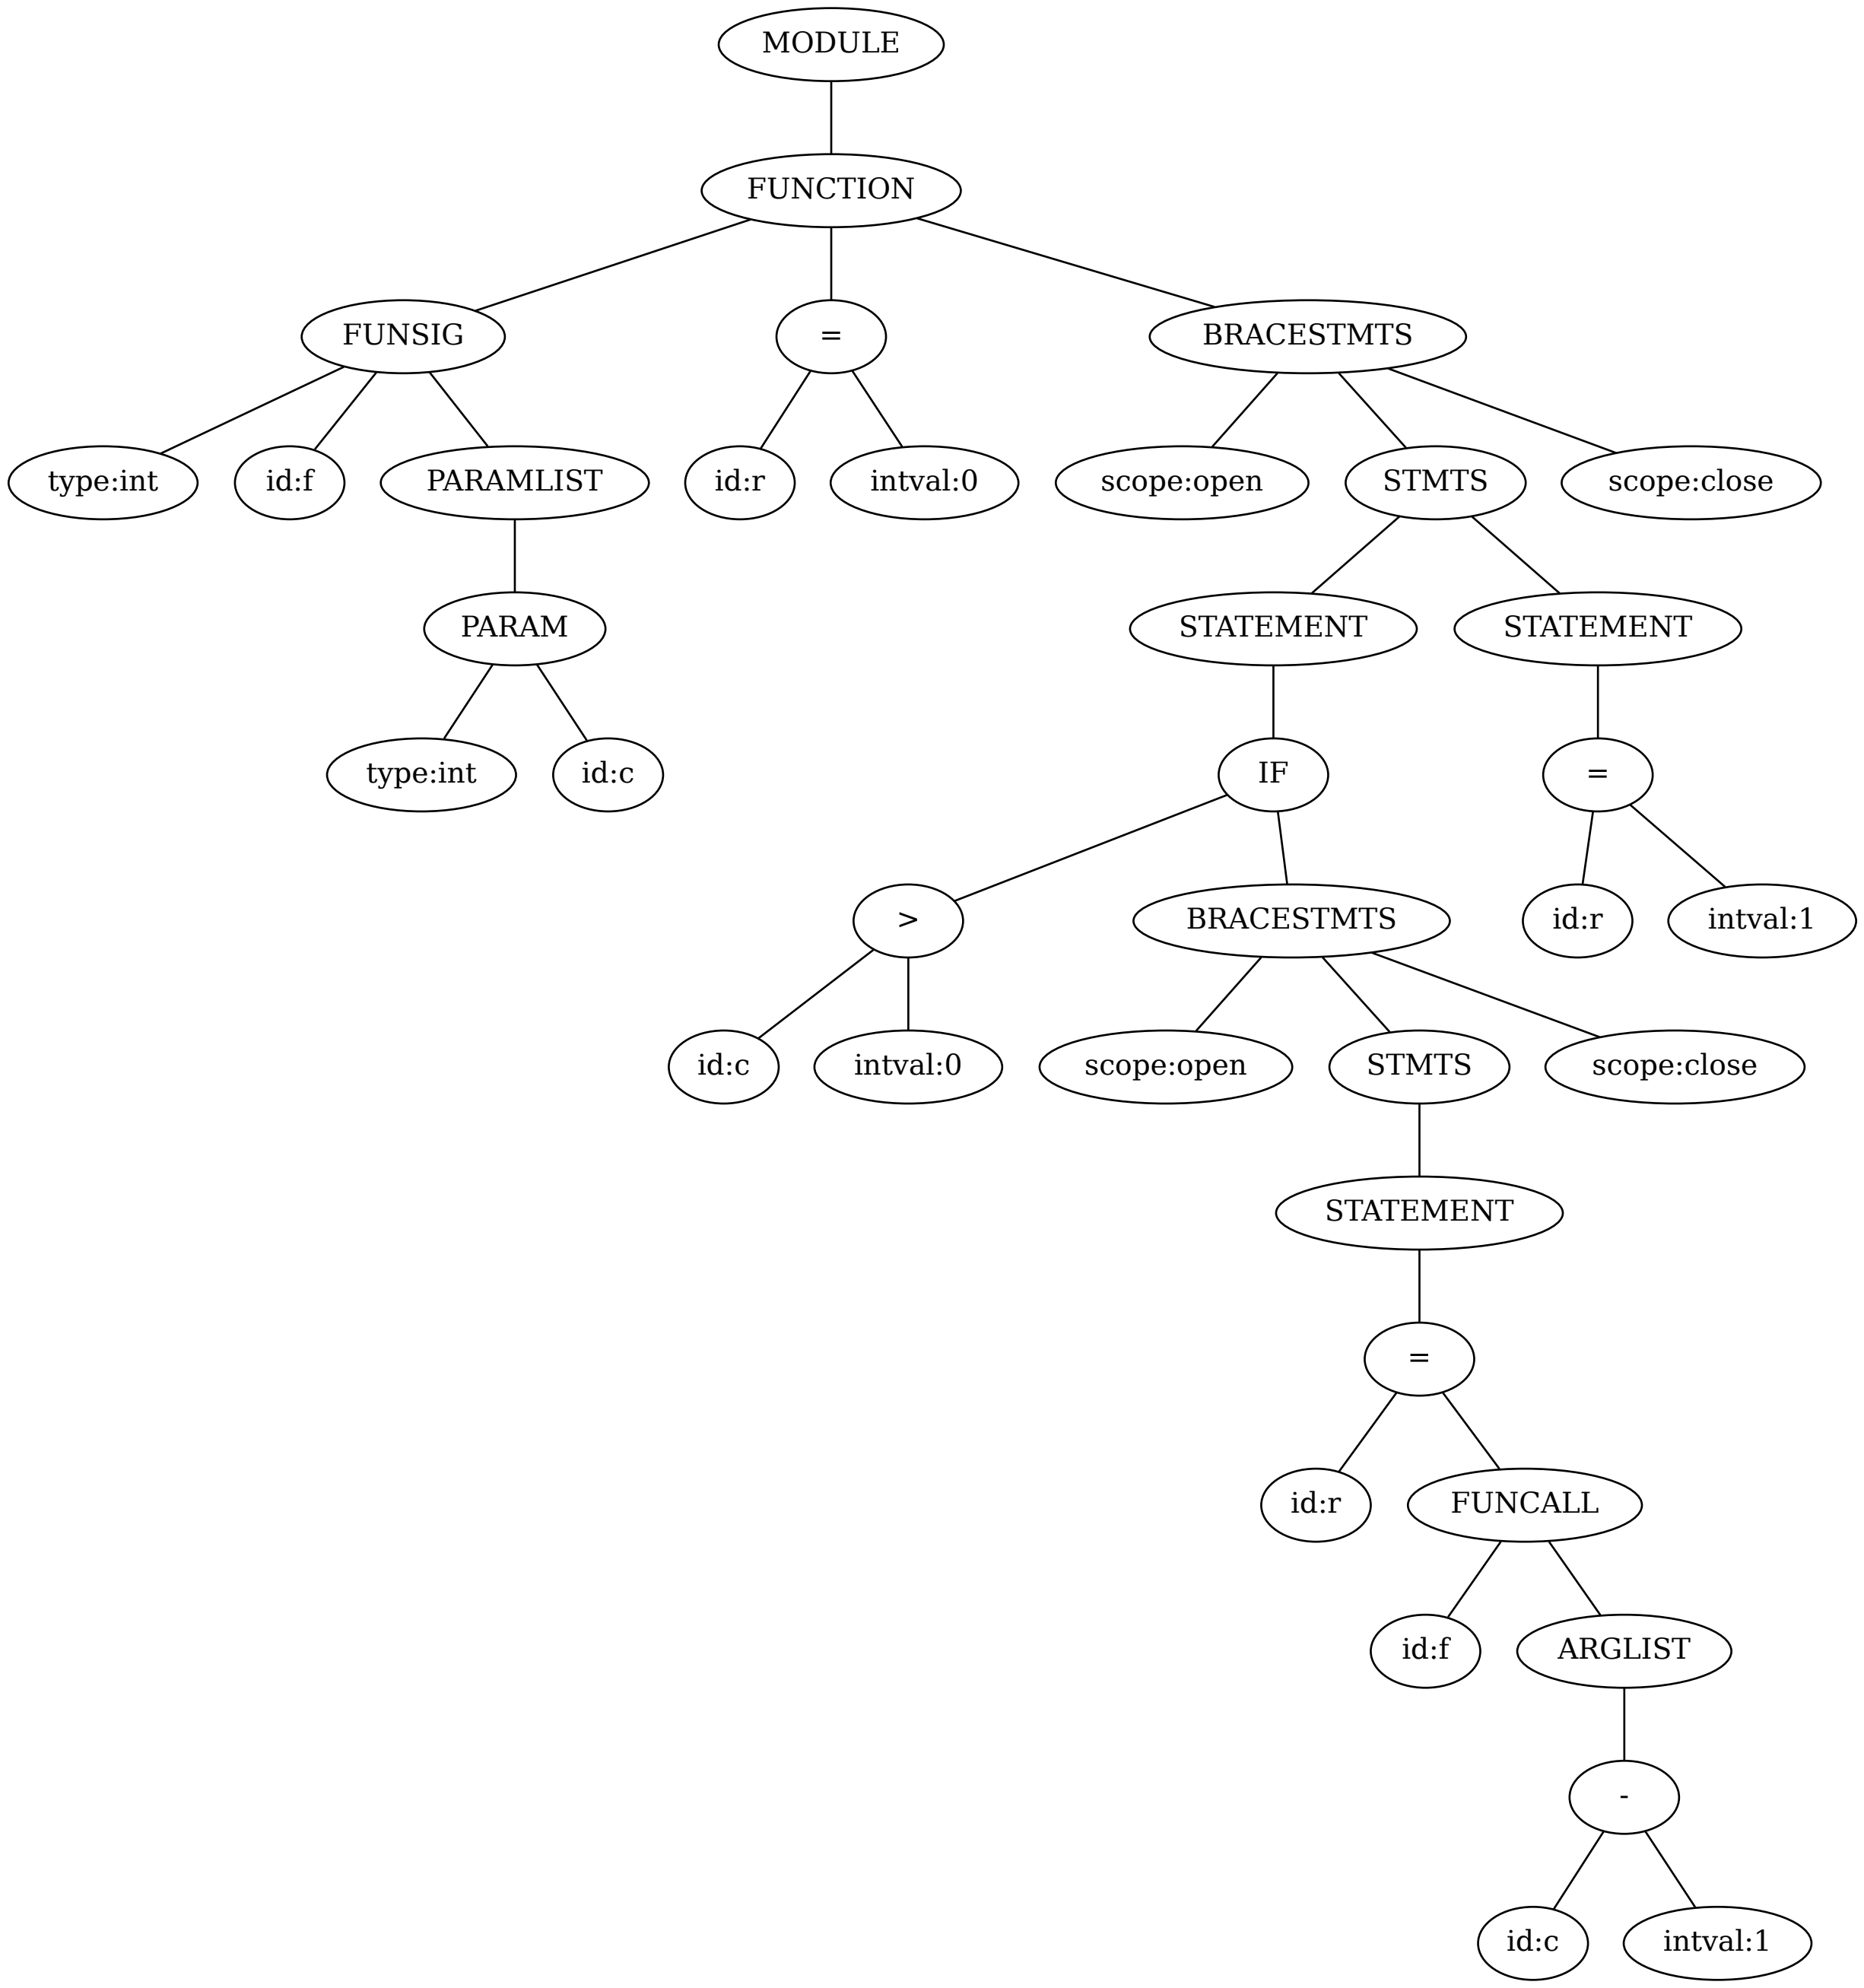 MODULE
FUNCTION
FUNSIG
=
BRACESTMTS
type:int
id:f
PARAMLIST
id:r
intval:0
scope:open
STMTS
scope:close
PARAM
STATEMENT
STATEMENT
type:int
id:c
IF
=
>
BRACESTMTS
id:r
intval:1
id:c
intval:0
scope:open
STMTS
scope:close
STATEMENT
=
id:r
FUNCALL
id:f
ARGLIST
-
id:c
intval:1